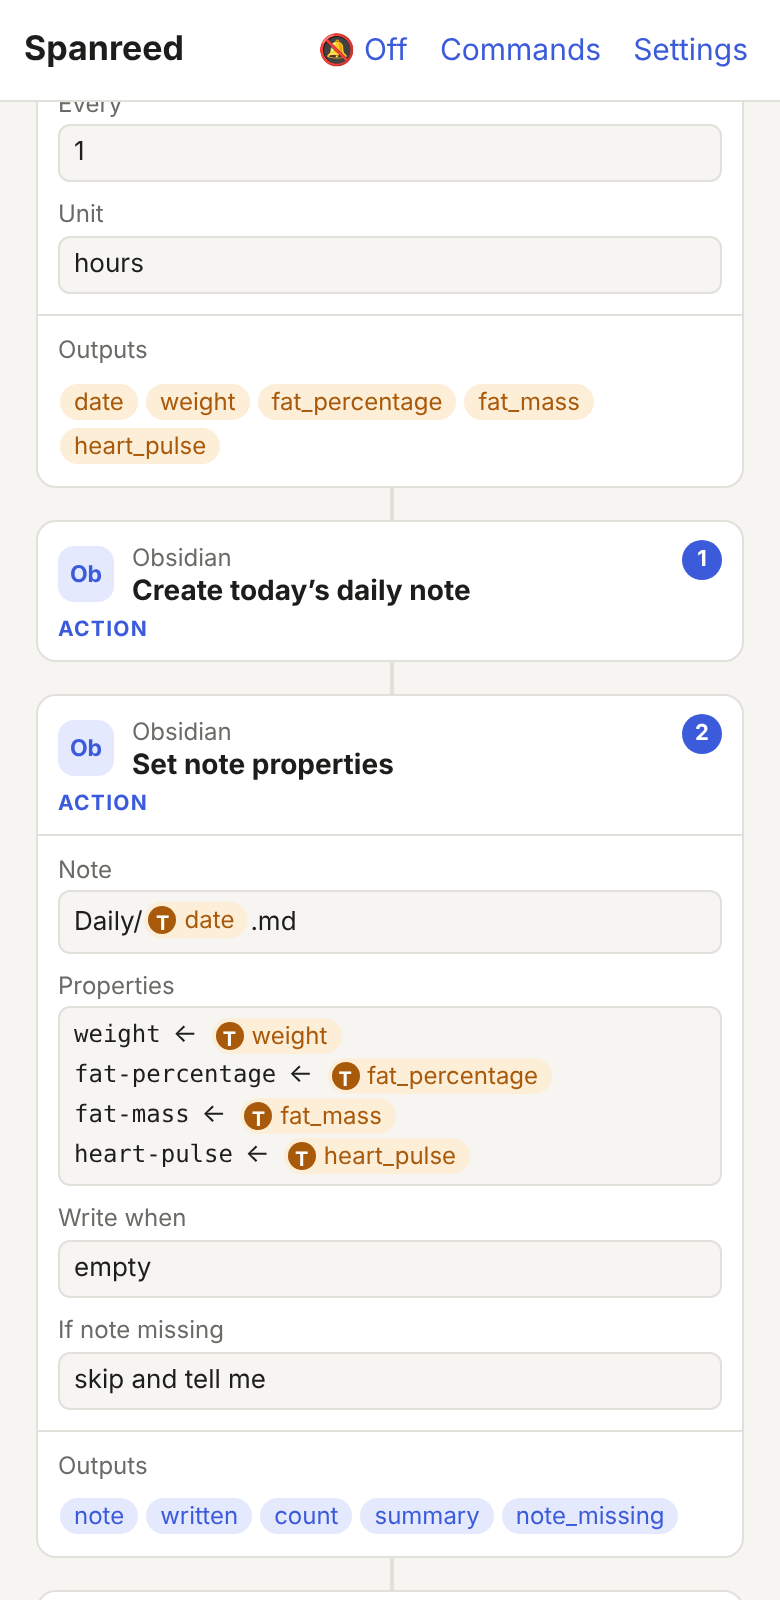 Spanreed
Off Commands Settings
Every
1
Unit
hours
Outputs
date weight fat_percentage fat_mass
heart_pulse
Ob
Obsidian
1
Create today’s daily note
ACTION
Ob
Obsidian
2
Set note properties
ACTION
Note
Daily/ T date .md
Properties
weight ← T weight
fat-percentage ← T fat_percentage
fat-mass ← T fat_mass
heart-pulse ← T heart_pulse
Write when
empty
If note missing
skip and tell me
Outputs
note written count summary note_missing